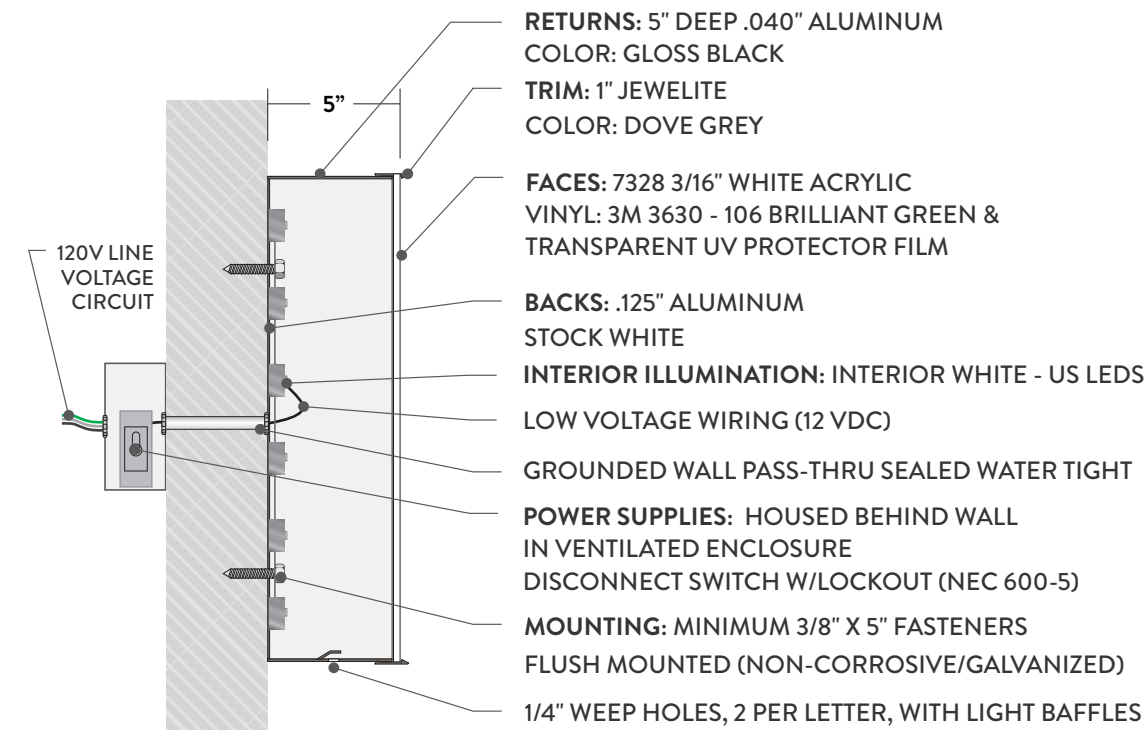 RETURNS: 5" DEEP .040" ALUMINUM
COLOR: GLOSS BLACK
TRIM: 1" JEWELITE
COLOR: DOVE GREY
5”
FACES: 7328 3/16" WHITE ACRYLIC
VINYL: 3M 3630 - 106 BRILLIANT GREEN &
TRANSPARENT UV PROTECTOR FILM
120V LINE
VOLTAGE
CIRCUIT
BACKS: .125" ALUMINUM
STOCK WHITE
INTERIOR ILLUMINATION: INTERIOR WHITE - US LEDS
LOW VOLTAGE WIRING (12 VDC)
GROUNDED WALL PASS-THRU SEALED WATER TIGHT
POWER SUPPLIES: HOUSED BEHIND WALL
IN VENTILATED ENCLOSURE
DISCONNECT SWITCH W/LOCKOUT (NEC 600-5)
MOUNTING: MINIMUM 3/8" X 5" FASTENERS
FLUSH MOUNTED (NON-CORROSIVE/GALVANIZED)
1/4" WEEP HOLES, 2 PER LETTER, WITH LIGHT BAFFLES